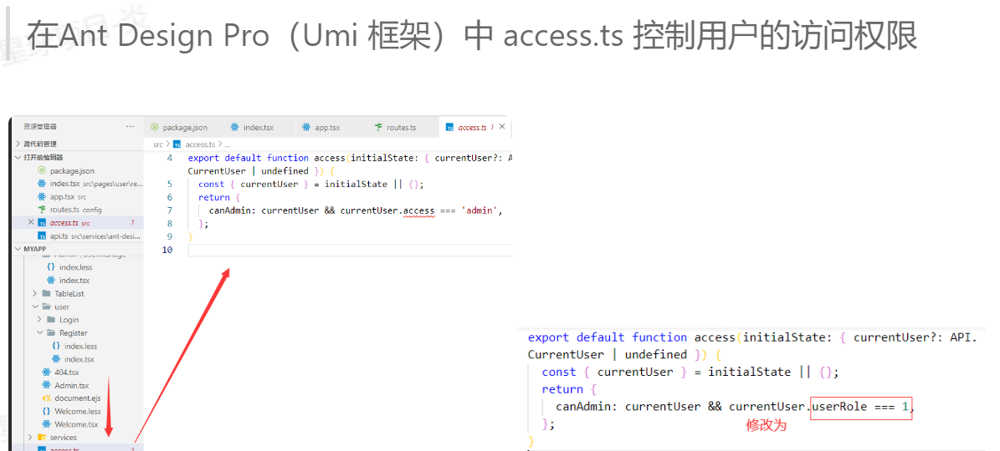 在Ant Design Pro（Umi 框架）中 access.ts 控制用户的访问权限
资源管理器 ···
源代码管理
打开的编辑器
package.json
index.tsx src\pages\user\re...
app.tsx src
routes.ts config
access.ts src 1
api.ts src\services\ant-desi...
MYAPP
index.less
index.tsx
TableList
user
Login
Register
index.less
index.tsx
404.tsx
Admin.tsx
document.ejs
Welcome.less
Welcome.tsx
services
access.ts 1
package.json index.tsx app.tsx routes.ts access.ts 1
src > access.ts > ...
4 export default function access(initialState: { currentUser?: A
CurrentUser | undefined }) {
5 const { currentUser } = initialState || {};
6 return {
7 canAdmin: currentUser && currentUser.access === 'admin',
8 };
9 }
10
export default function access(initialState: { currentUser?: API.
CurrentUser | undefined }) {
const { currentUser } = initialState || {};
return {
canAdmin: currentUser && currentUser.userRole === 1,
};
修改为
}